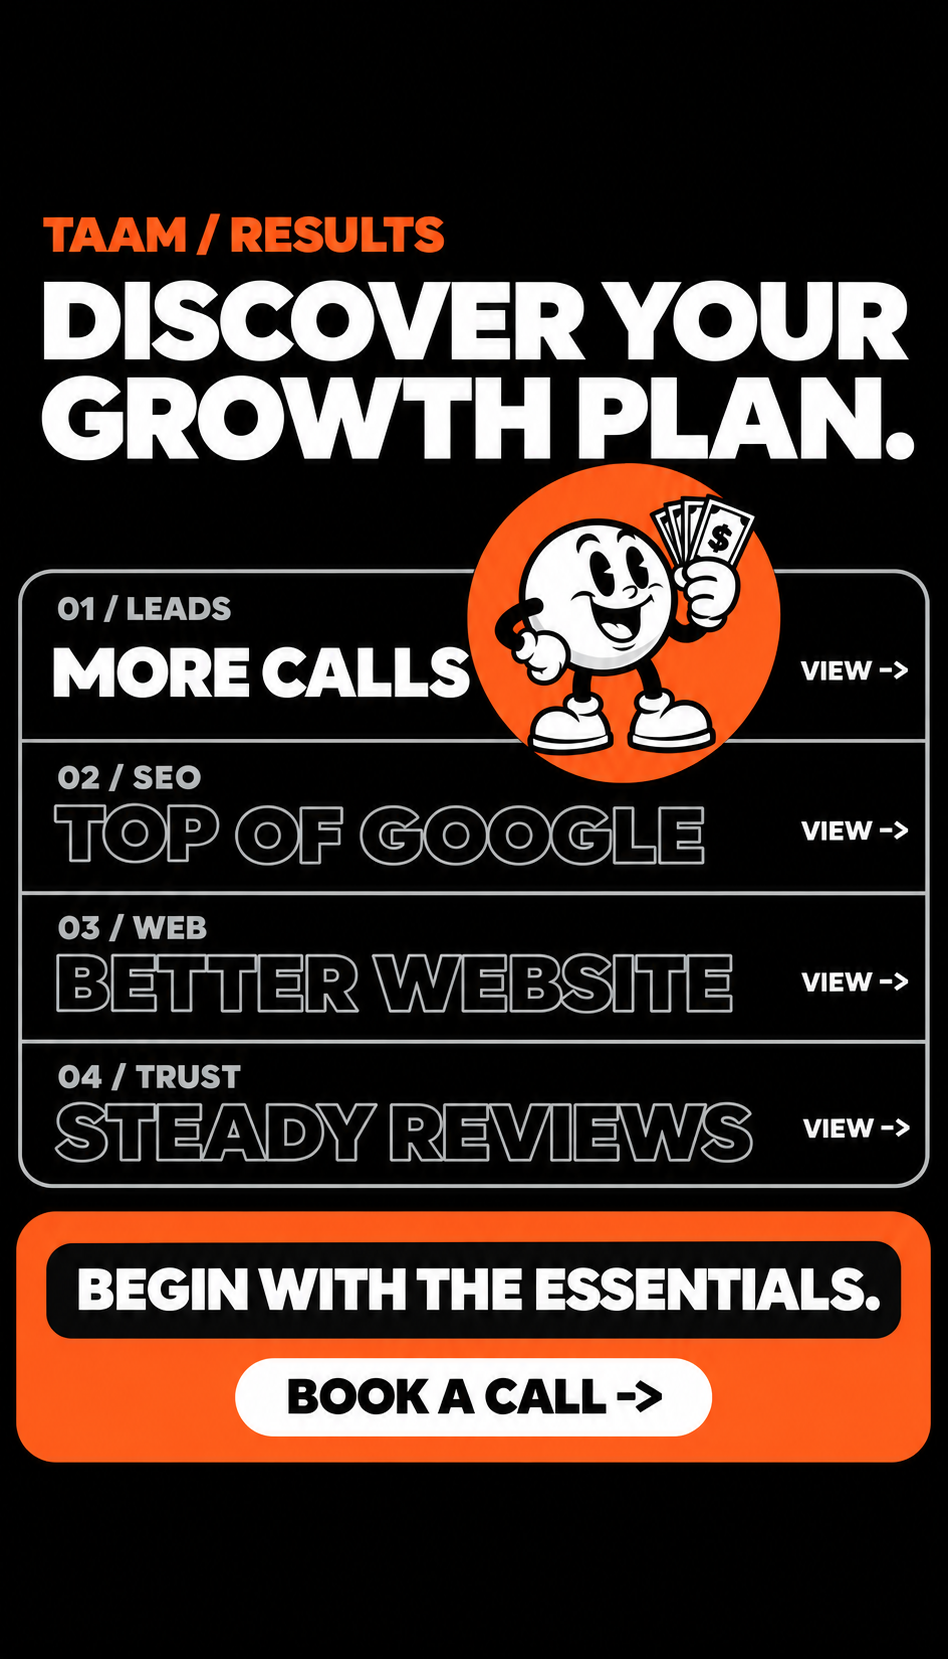 TAAM / RESULTS
DISCOVER YOUR
GROWTH PLAN.
$
01 / LEADS
MORE CALLS
VIEW ->
02 / SEO
TOP OF GOOGLE
VIEW ->
03 / WEB
BETTER WEBSITE
VIEW ->
04 / TRUST
STEADY REVIEWS
VIEW ->
BEGIN WITH THE ESSENTIALS.
BOOK A CALL ->